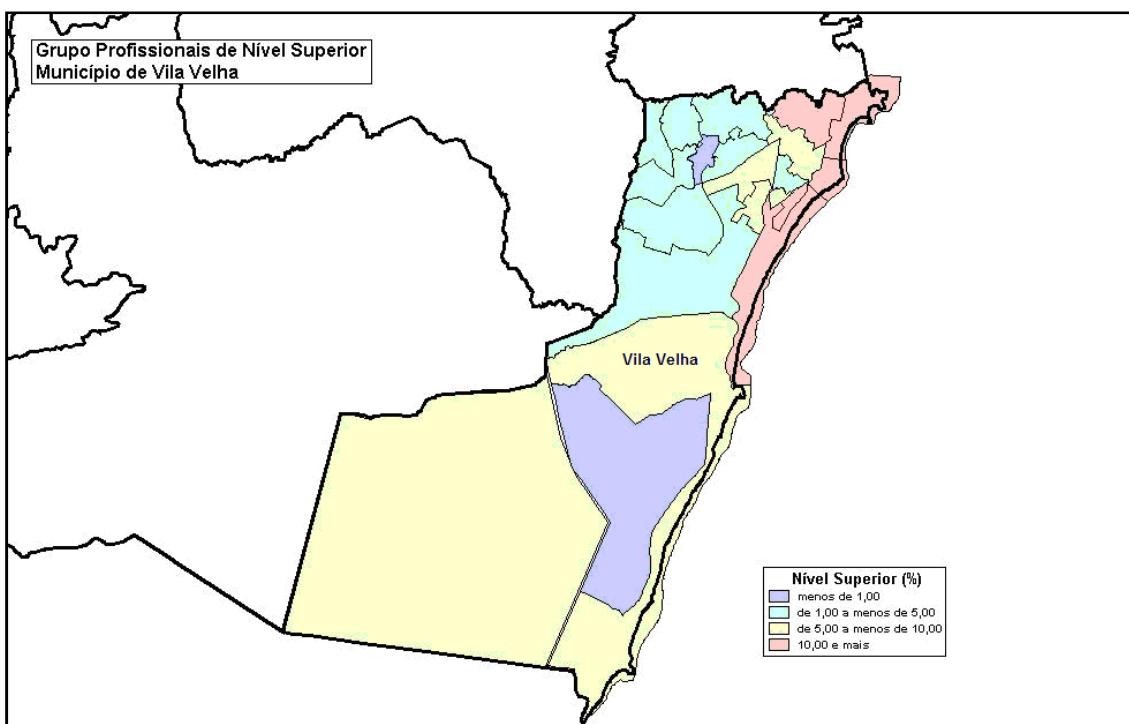 Grupo Profissionais de Nível Superior
Município de Vila Velha
Vila Velha
Nível Superior (%)
menos de 1,00
de 1,00 a menos de 5,00
de 5,00 a menos de 10,00
10,00 e mais